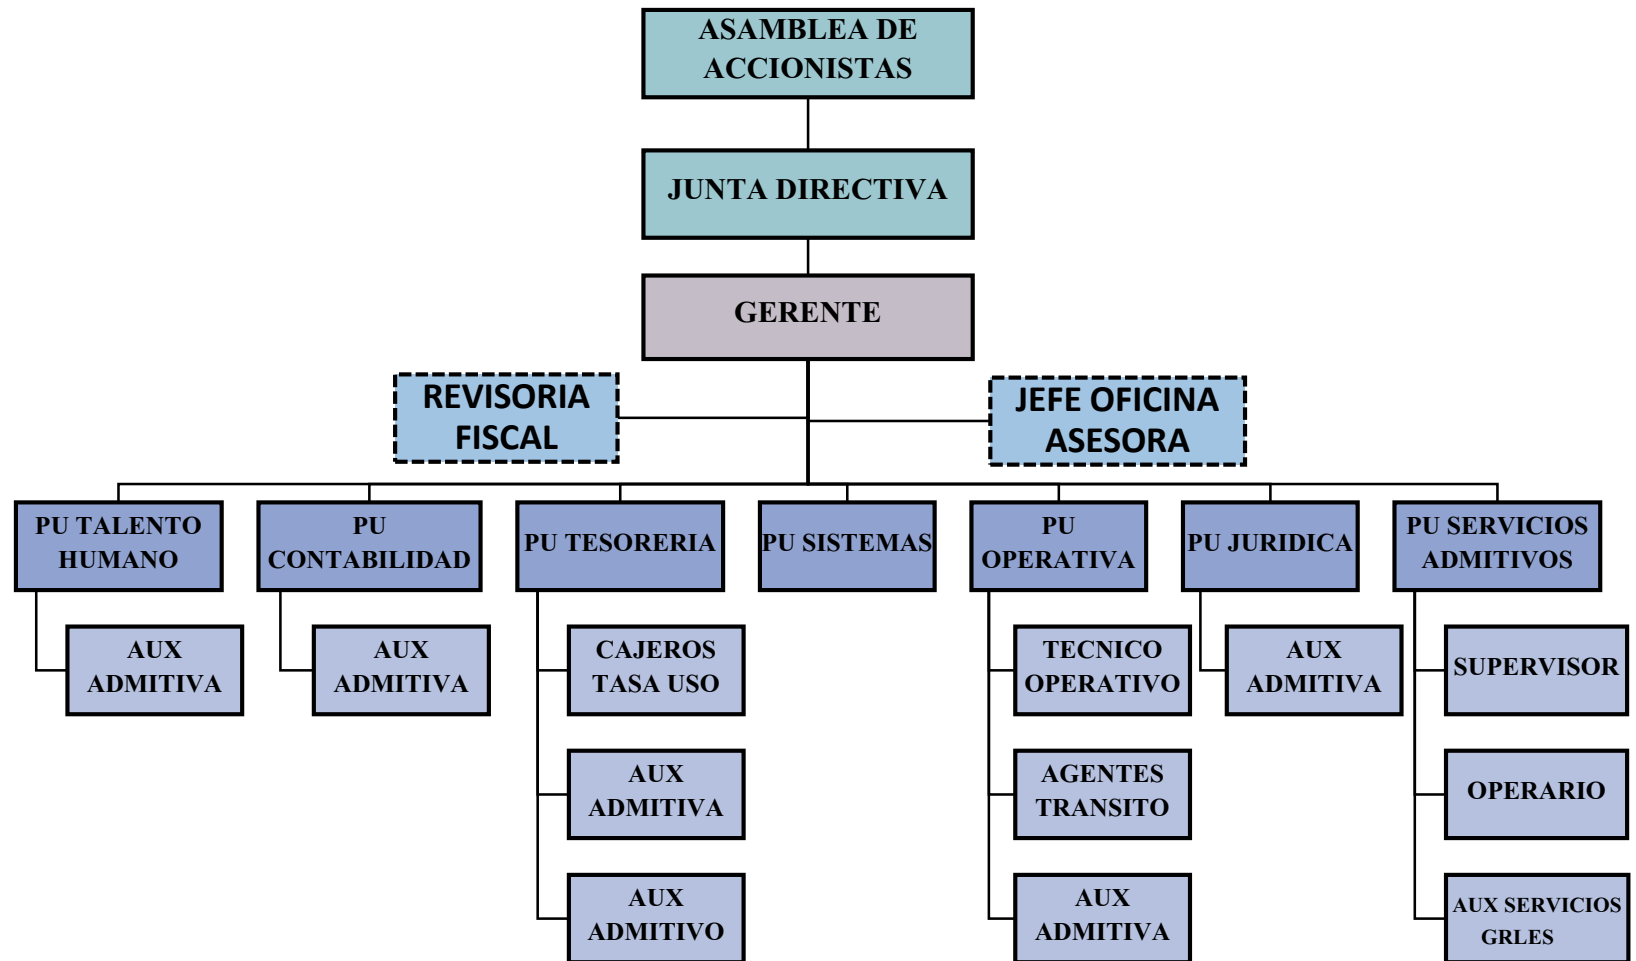 ASAMBLEA DE
ACCIONISTAS
JUNTA DIRECTIVA
GERENTE
REVISORIA
FISCAL
JEFE OFICINA
ASESORA
PU TALENTO
HUMANO
PU
CONTABILIDAD
PU TESORERIA
PU SISTEMAS
PU
OPERATIVA
PU JURIDICA
PU SERVICIOS
ADMITIVOS
AUX
ADMITIVA
AUX
ADMITIVA
CAJEROS
TASA USO
TECNICO
OPERATIVO
AUX
ADMITIVA
SUPERVISOR
AUX
ADMITIVA
AGENTES
TRANSITO
OPERARIO
AUX
ADMITIVO
AUX
ADMITIVA
AUX SERVICIOS
GRLES